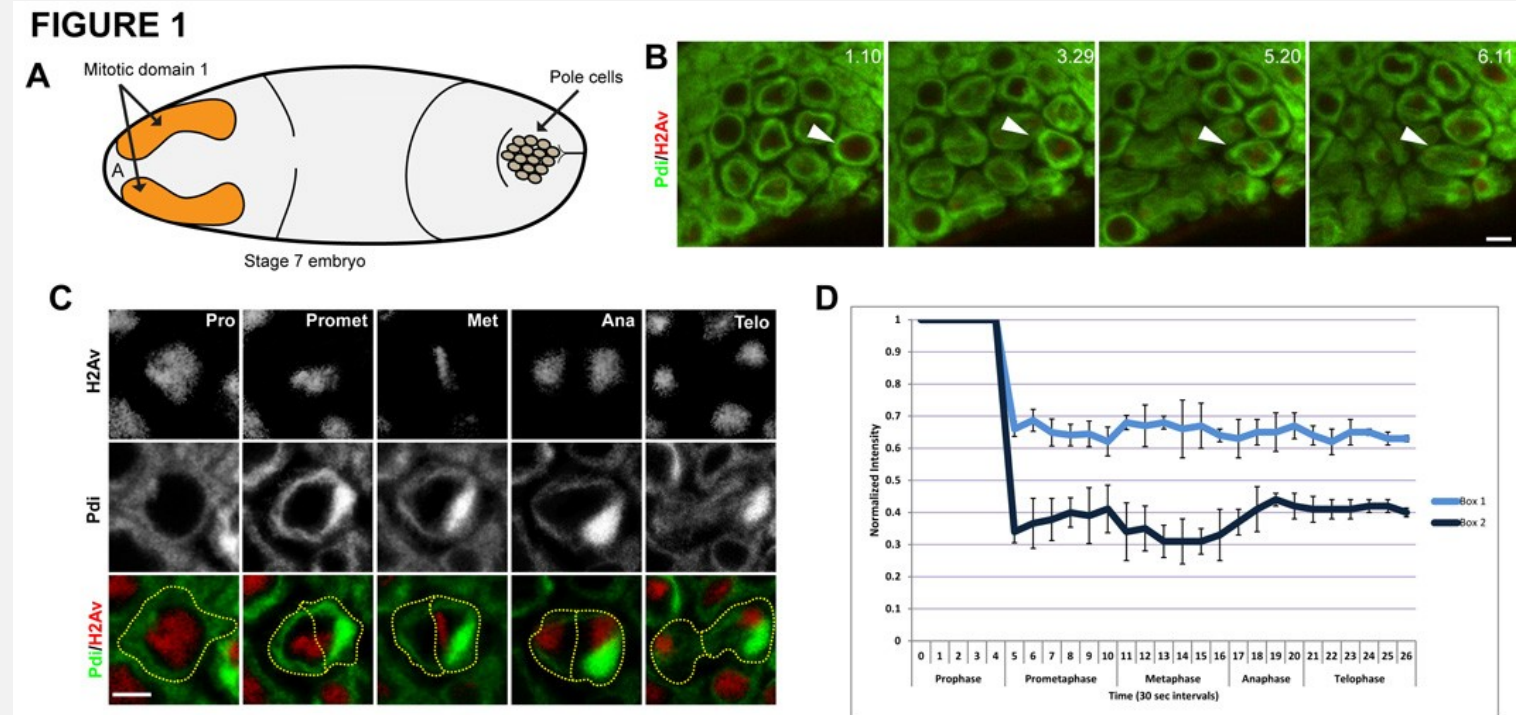 FIGURE 1
A
Mitotic domain 1
Pole cells
A
Stage 7 embryo
B
Pdi/H2Av
1.10
3.29
5.20
6.11
C
Pro
Promet
Met
Ana
Telo
H2Av
Pdi
Pdi/H2Av
D
Normalized Intensity
1
0.9
0.8
0.7
0.6
0.5
0.4
0.3
0.2
0.1
0
0 1 2 3 4 5 6 7 8 9 10 11 12 13 14 15 16 17 18 19 20 21 22 23 24 25 26
Prophase Prometaphase Metaphase Anaphase Telophase
Time (30 sec intervals)
Box 1
Box 2